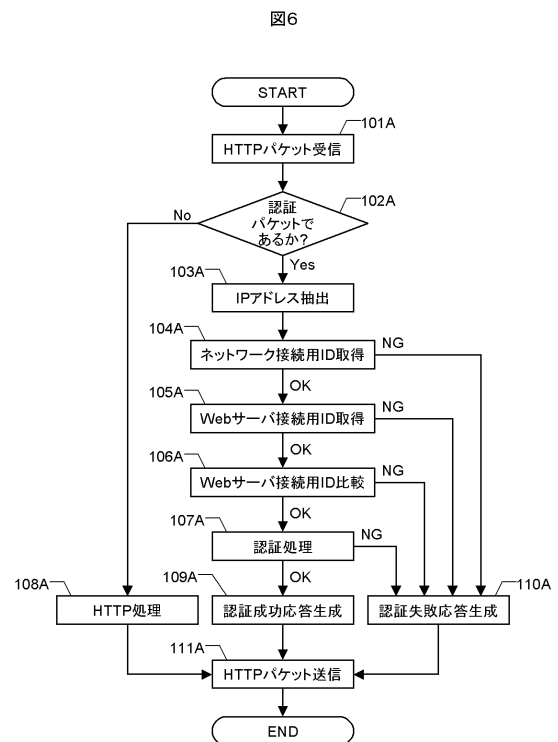 図6
START
101A
HTTPパケット受信
102A
認証
パケットで
あるか?
No
Yes
103A
IPアドレス抽出
104A
ネットワーク接続用ID取得
NG
OK
105A
Webサーバ接続用ID取得
NG
OK
106A
Webサーバ接続用ID比較
NG
OK
107A
認証処理
NG
OK
108A
HTTP処理
109A
認証成功応答生成
110A
認証失敗応答生成
111A
HTTPパケット送信
END